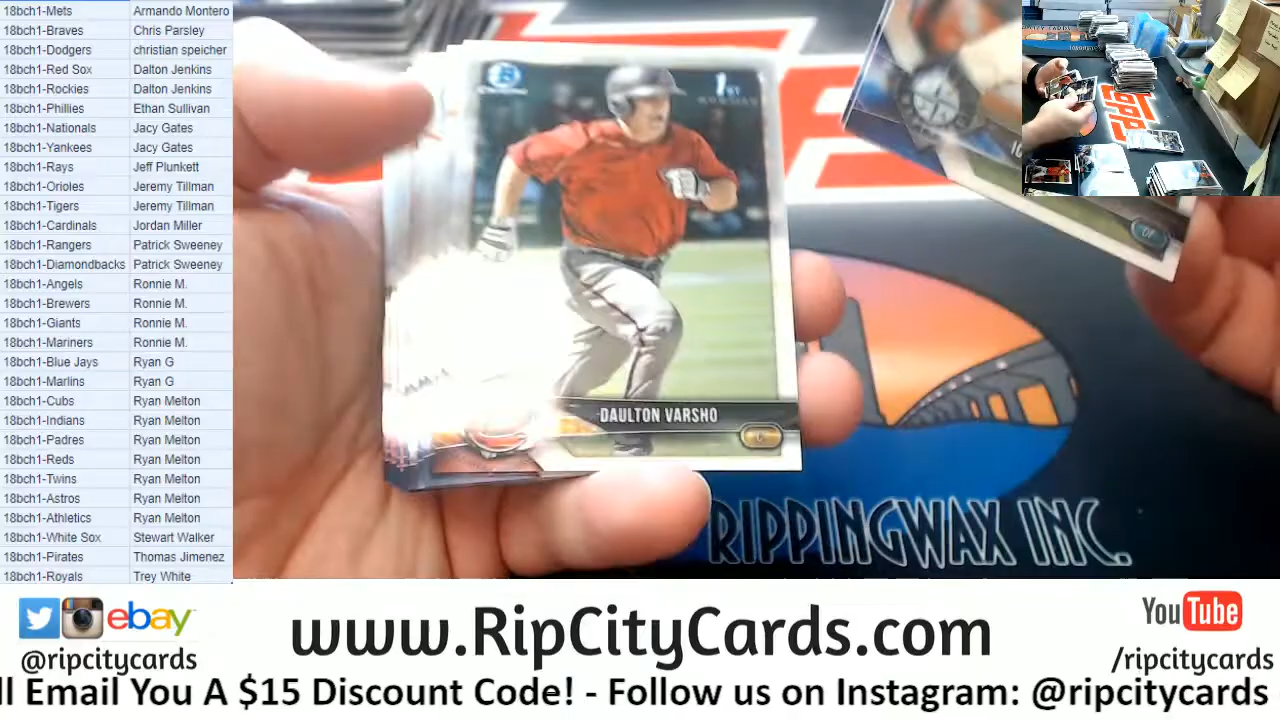 18bch1-Mets Armando Montero
18bch1-Braves Chris Parsley
18bch1-Dodgers christian speicher
18bch1-Red Sox Dalton Jenkins
18bch1-Rockies Dalton Jenkins
18bch1-Phillies Ethan Sullivan
18bch1-Nationals Jacy Gates
18bch1-Yankees Jacy Gates
18bch1-Rays Jeff Plunkett
18bch1-Orioles Jeremy Tillman
18bch1-Tigers Jeremy Tillman
18bch1-Cardinals Jordan Miller
18bch1-Rangers Patrick Sweeney
18bch1-Diamondbacks Patrick Sweeney
18bch1-Angels Ronnie M.
18bch1-Brewers Ronnie M.
18bch1-Giants Ronnie M.
18bch1-Mariners Ronnie M.
18bch1-Blue Jays Ryan G
18bch1-Marlins Ryan G
18bch1-Cubs Ryan Melton
18bch1-Indians Ryan Melton
18bch1-Padres Ryan Melton
18bch1-Reds Ryan Melton
18bch1-Twins Ryan Melton
18bch1-Astros Ryan Melton
18bch1-Athletics Ryan Melton
18bch1-White Sox Stewart Walker
18bch1-Pirates Thomas Jimenez
18bch1-Royals Trey White
1ST
DAULTON VARSHO
C
OF
topps
RIPPINGWAX INC.
ebay
@ripcitycards
www.RipCityCards.com
YouTube
/ripcitycards
ll Email You A $15 Discount Code! - Follow us on Instagram: @ripcitycards